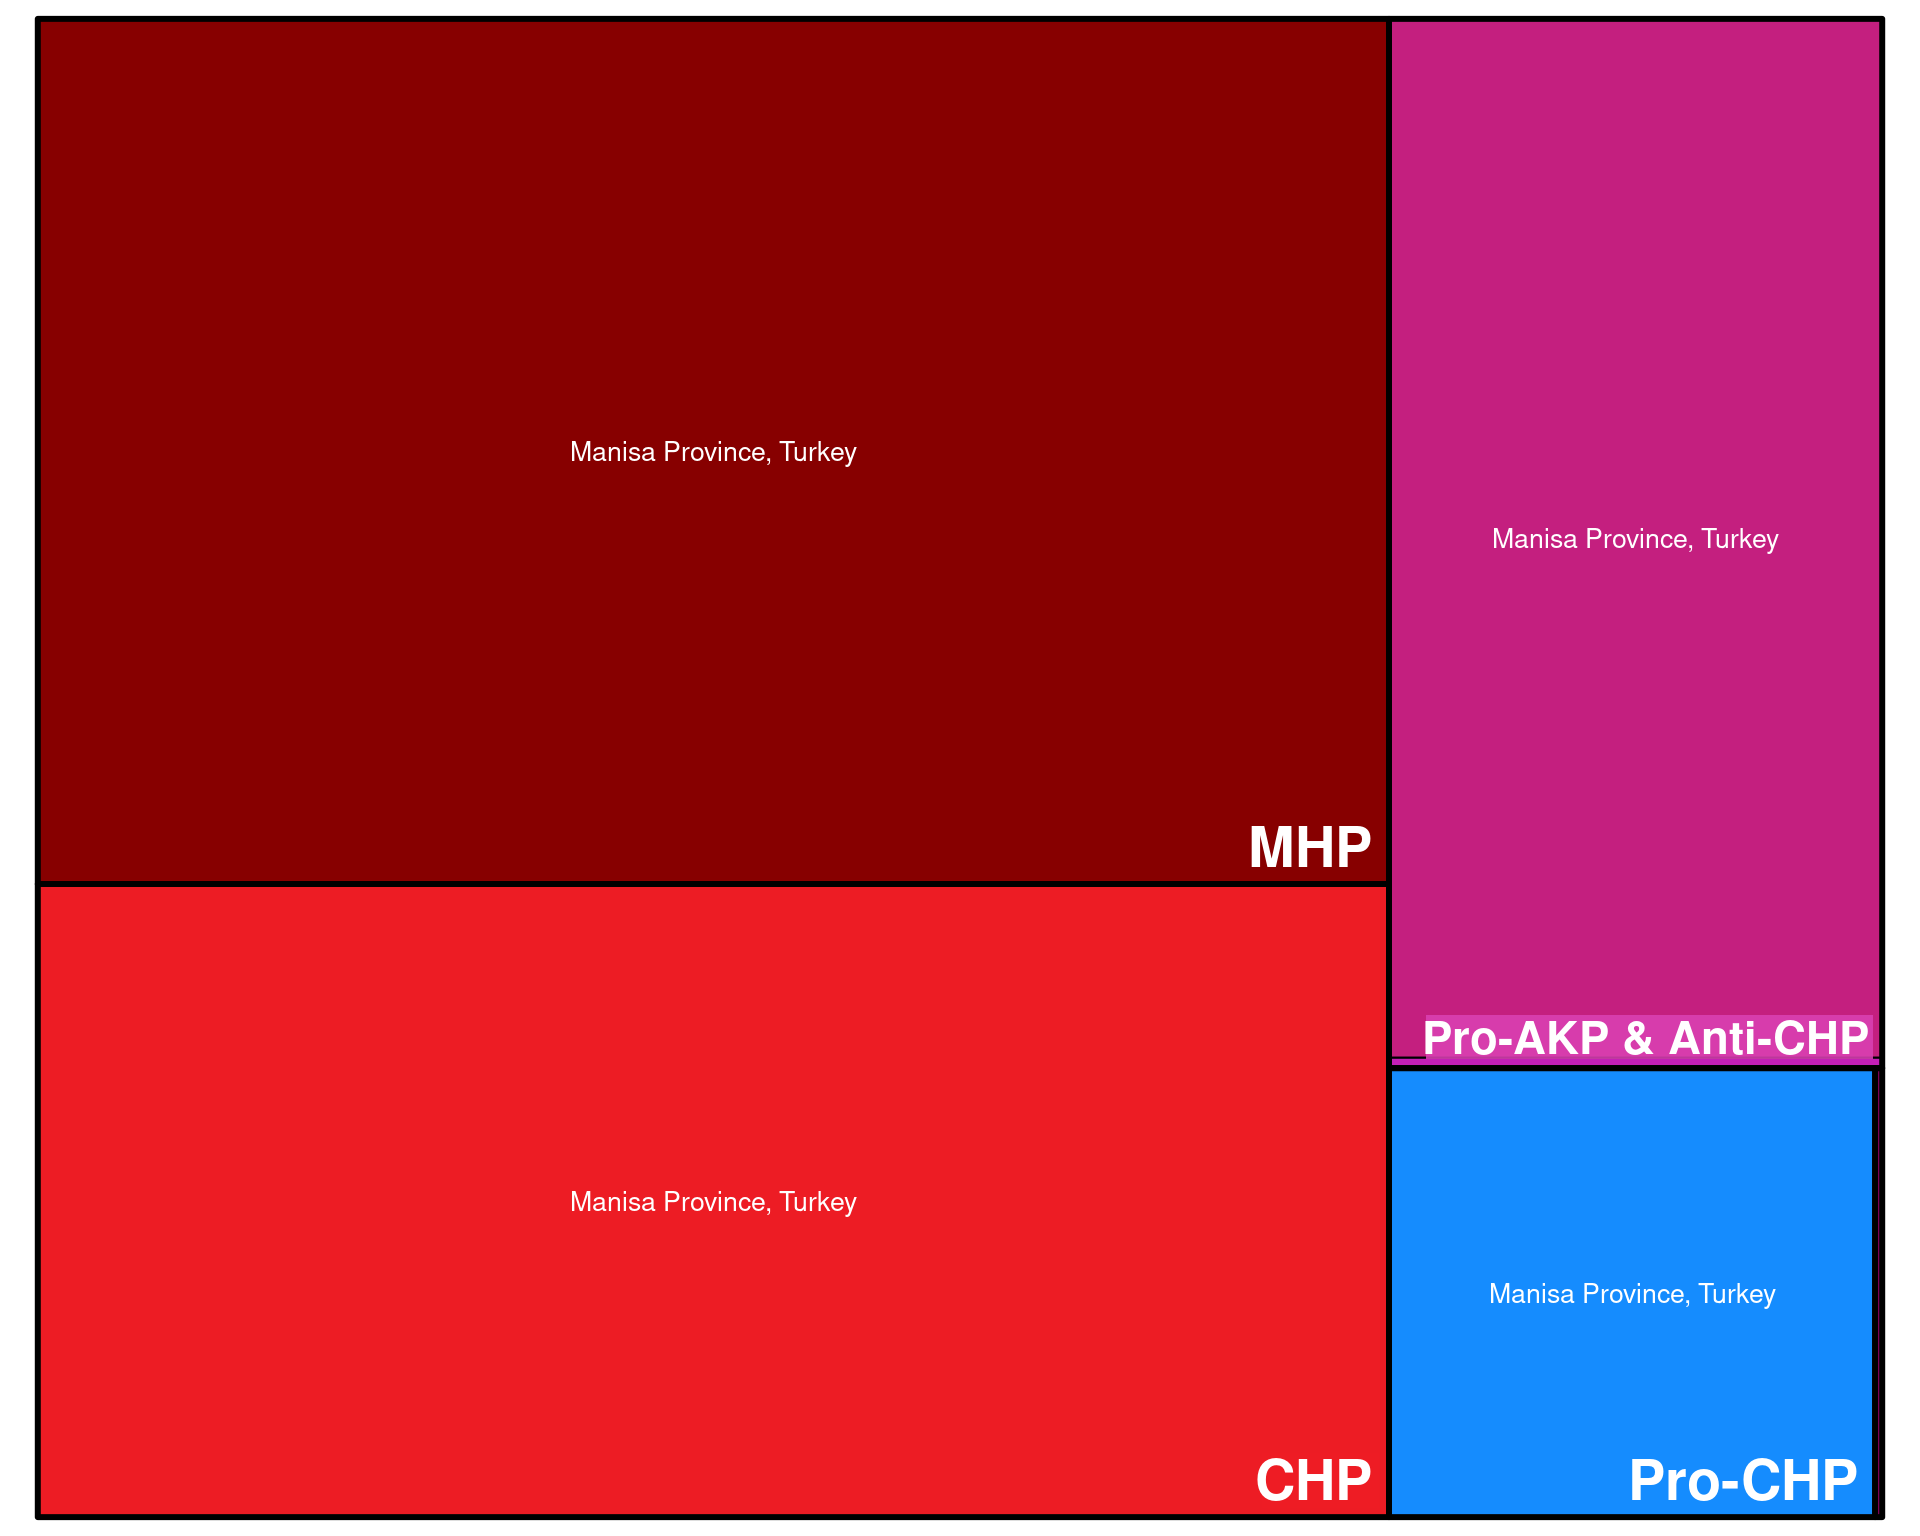 Manisa Province, Turkey
MHP
Manisa Province, Turkey
CHP
Manisa Province, Turkey
Pro-AKP & Anti-CHP
Manisa Province, Turkey
Pro-CHP